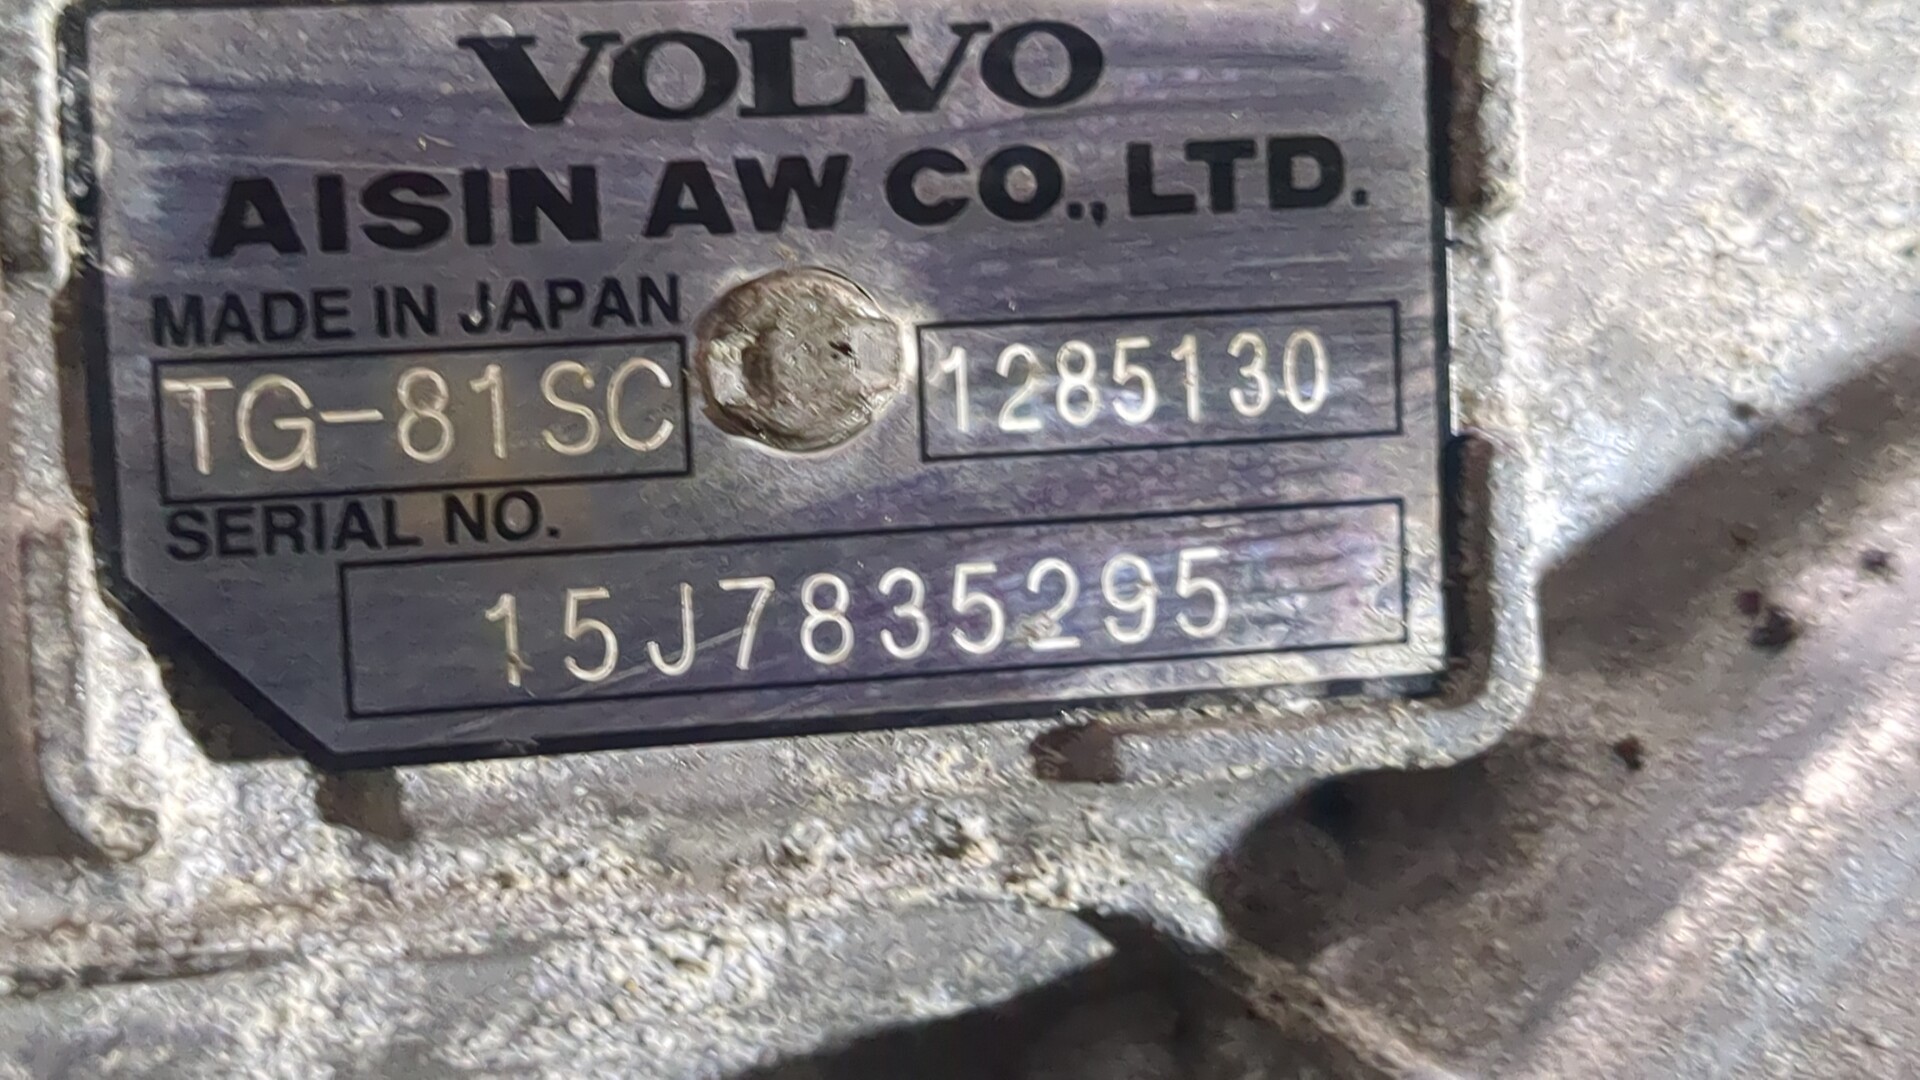 VOLVO
AISIN AW CO., LTD.
MADE IN JAPAN
TG-81SC 1285130
SERIAL NO.
15J7835295